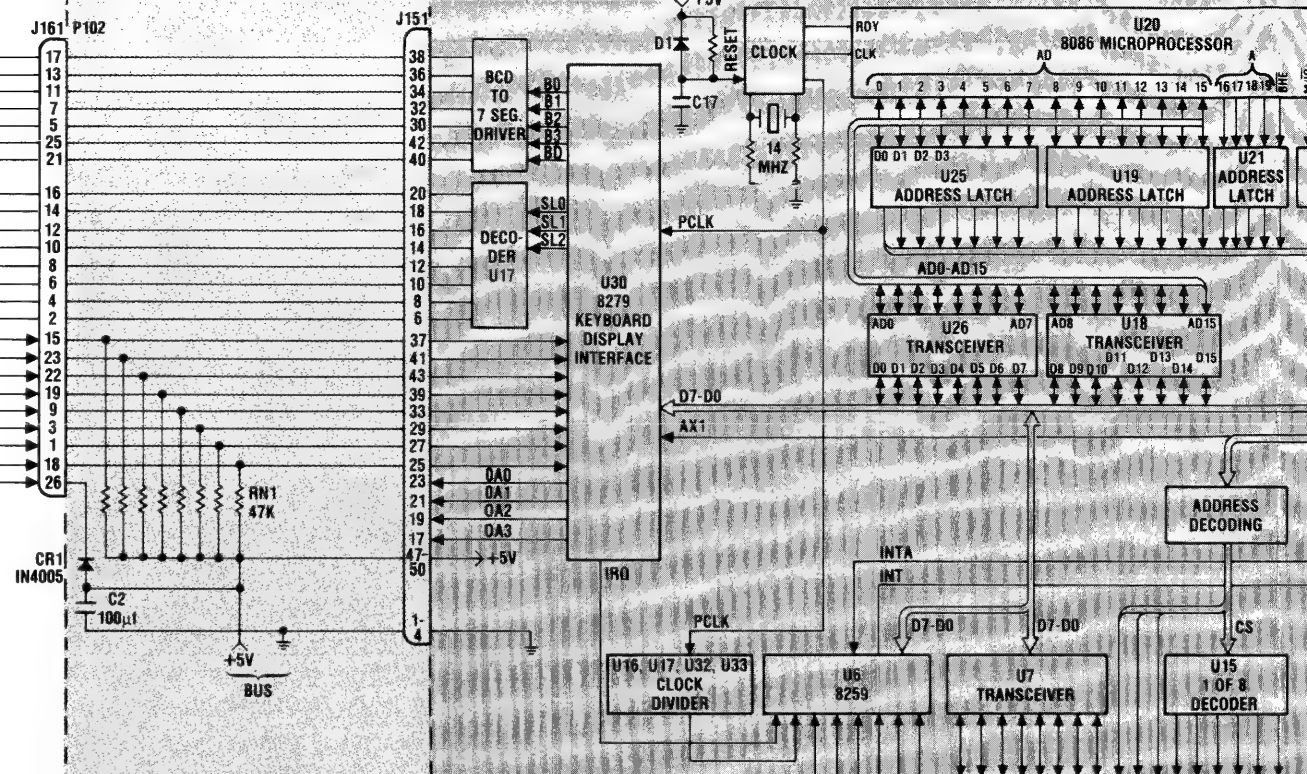 J161 P102
17
13
11
7
5
25
21
16
14
12
10
8
6
4
2
15
23
22
19
9
3
1
18
26
RN1
47K
CR1
IN4005
C2
100µf
+5V
BUS
J151
38
36
34
32
30
42
40
20
18
16
14
12
10
8
6
37
41
43
39
33
29
27
25
23
21
19
17
47-
50
1-
4
BCD
TO
7 SEG.
DRIVER
B0
B1
B2
B3
BD
DECO-
DER
U17
SL0
SL1
SL2
OA0
OA1
OA2
OA3
+5V
U30
8279
KEYBOARD
DISPLAY
INTERFACE
IRQ
+5V
D1
RESET
C17
CLOCK
14
MHZ
PCLK
D7-D0
AX1
RDY
CLK
U20
8086 MICROPROCESSOR
AD
A
0 1 2 3 4 5 6 7 8 9 10 11 12 13 14 15 16 17 18 19
BHE
D0 D1 D2 D3
U25
ADDRESS LATCH
U19
ADDRESS LATCH
U21
ADDRESS
LATCH
AD0-AD15
AD0 U26 AD7
TRANSCEIVER
D0 D1 D2 D3 D4 D5 D6 D7
AD8 U18 AD15
TRANSCEIVER
D11 D13 D15
D8 D9 D10 D12 D14
ADDRESS
DECODING
INTA
INT
PCLK
D7-D0
D7-D0
CS
U16, U17, U32, U33
CLOCK
DIVIDER
U6
8259
U7
TRANSCEIVER
U15
1 OF 8
DECODER